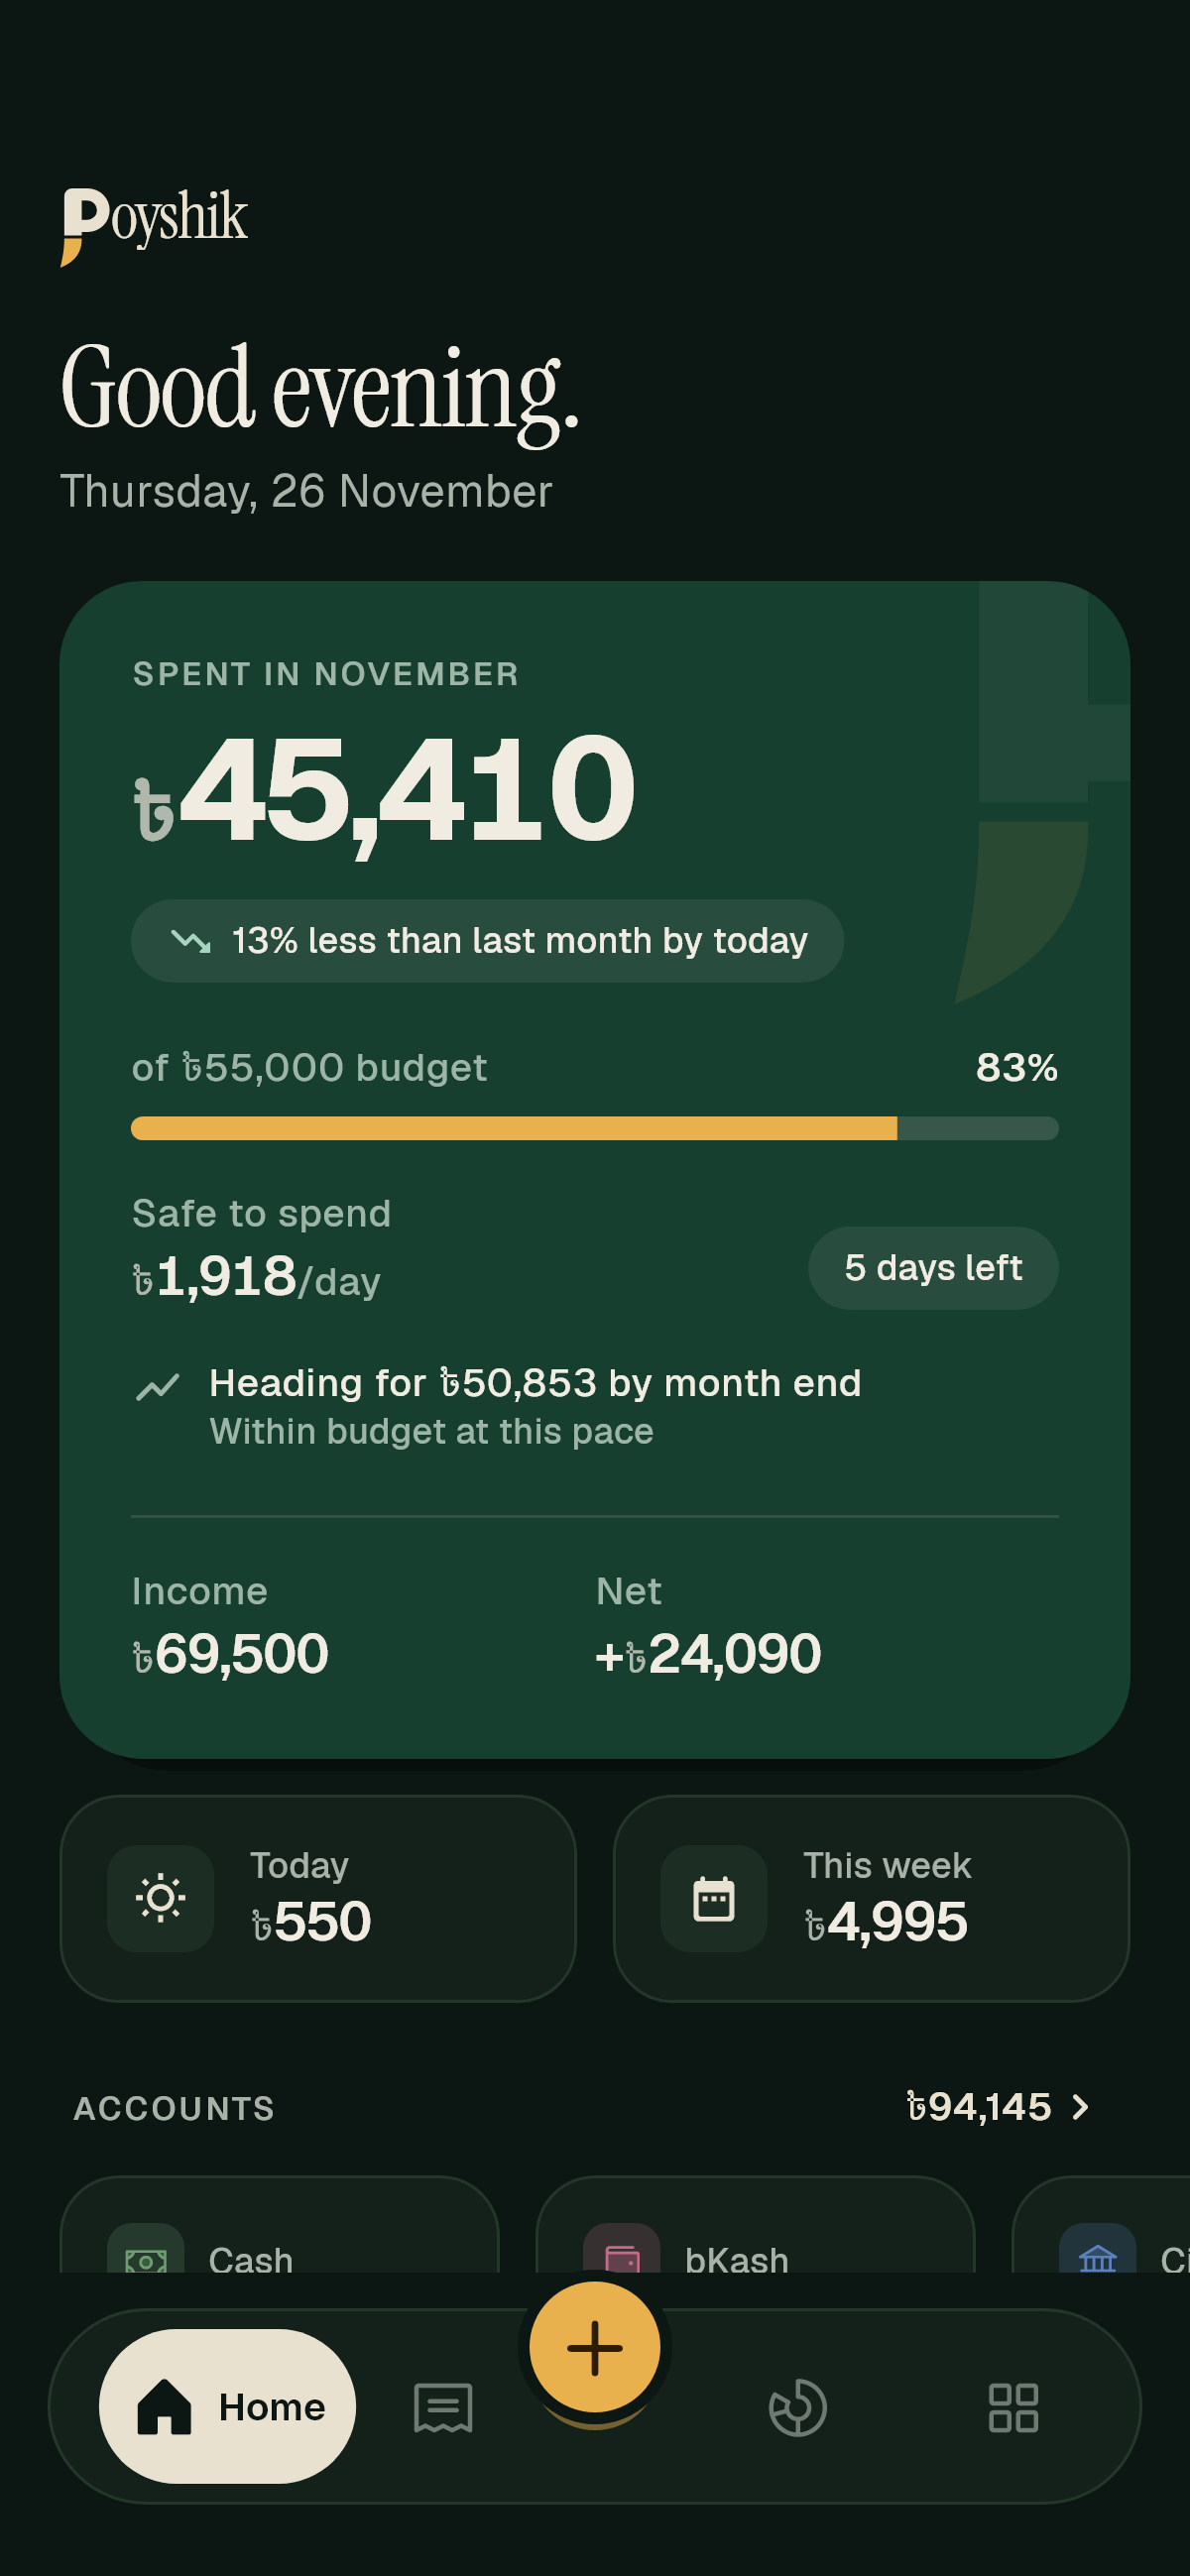 Poyshik
Good evening.
Thursday, 26 November
SPENT IN NOVEMBER
৳45,410
13% less than last month by today
of ৳55,000 budget 83%
Safe to spend
৳1,918/day
5 days left
Heading for ৳50,853 by month end
Within budget at this pace
Income Net
৳69,500 +৳24,090
Today
৳550
This week
৳4,995
ACCOUNTS ৳94,145
Cash bKash
Home